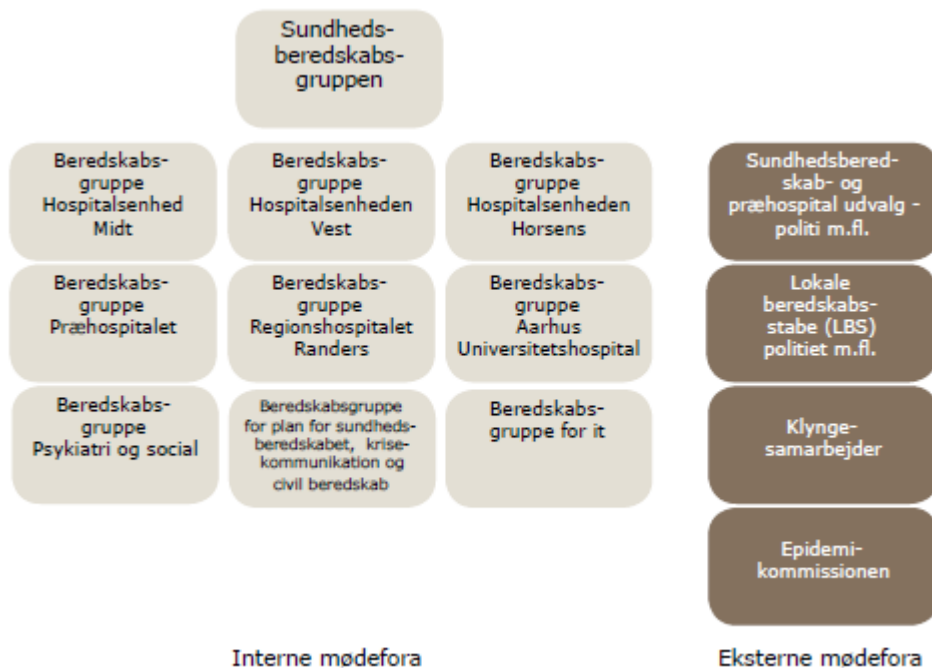 Sundheds-
beredskabs-
gruppen
Beredskabs-
gruppe
Hospitalsenhed
Midt
Beredskabs-
gruppe
Hospitalsenheden
Vest
Beredskabs-
gruppe
Hospitalsenheden
Horsens
Sundhedsbered-
skab- og
præhospital udvalg -
politi m.fl.
Beredskabs-
gruppe
Præhospitalet
Beredskabs-
gruppe
Regionshospitalet
Randers
Beredskabs-
gruppe
Aarhus
Universitetshospital
Lokale
beredskabs-
stabe (LBS)
politiet m.fl.
Beredskabs-
gruppe
Psykiatri og social
Beredskabsgruppe
for plan for sundheds-
beredskabet, krise-
kommunikation og
civil beredskab
Beredskabs-
gruppe for it
Klynge-
samarbejder
Epidemi-
kommissionen
Interne mødefora
Eksterne mødefora